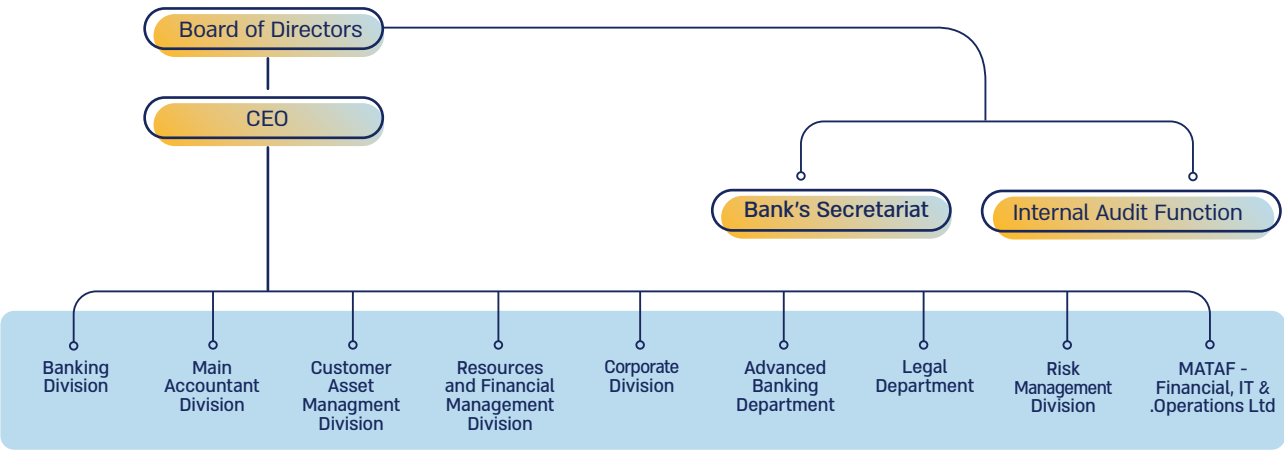 Board of Directors
CEO
Bank's Secretariat
Internal Audit Function
Banking
Division
Main
Accountant
Division
Customer
Asset
Managment
Division
Resources
and Financial
Management
Division
Corporate
Division
Advanced
Banking
Department
Legal
Department
Risk
Management
Division
MATAF -
Financial, IT &
.Operations Ltd